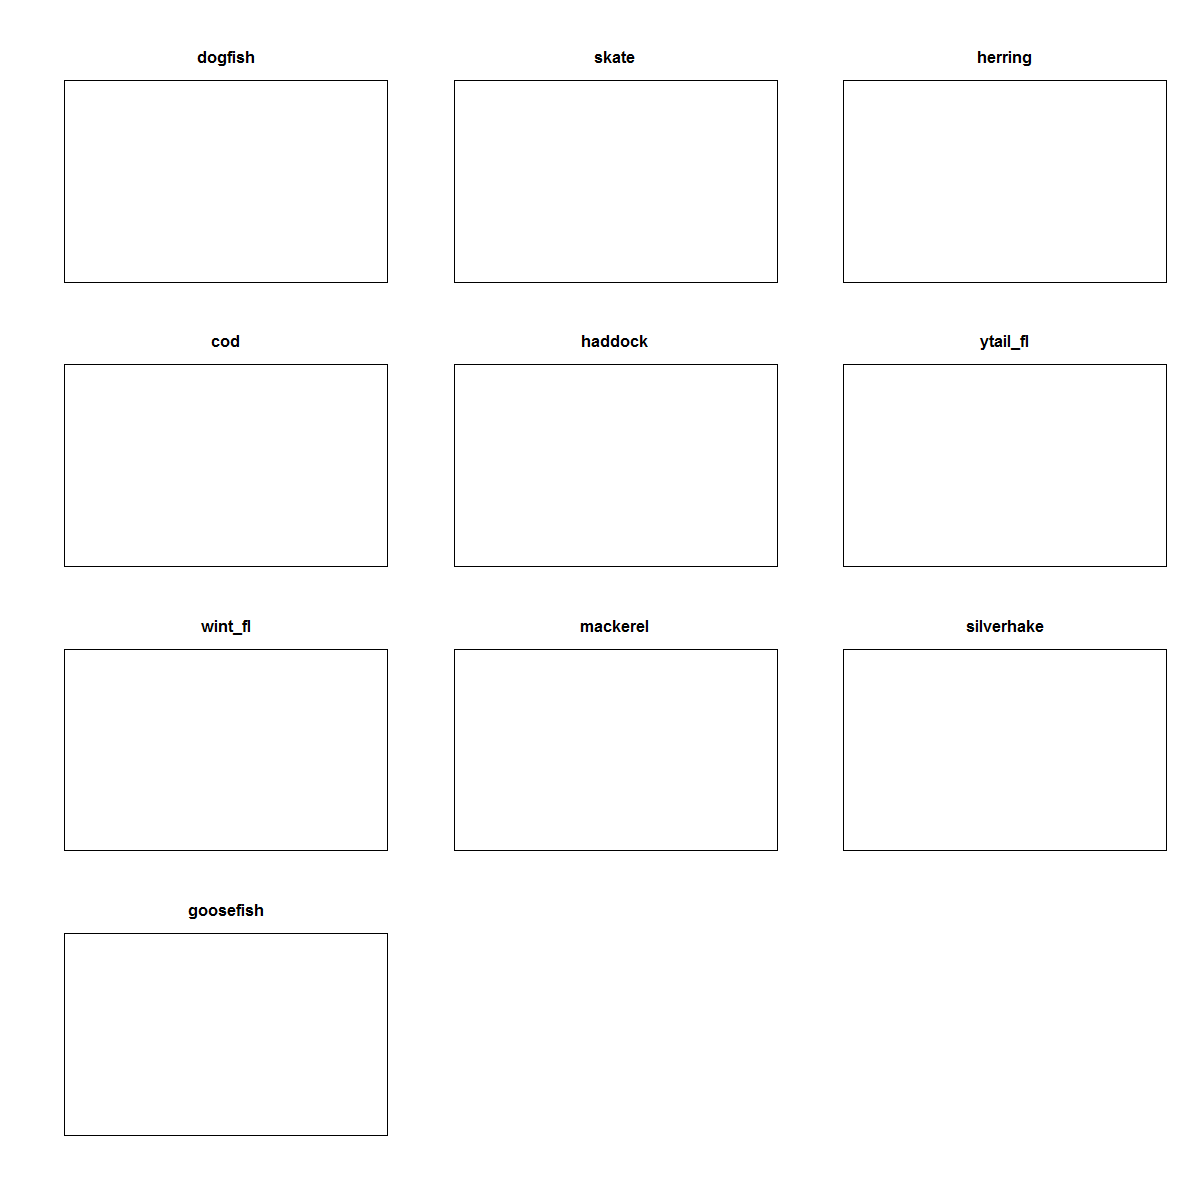 dogfish
skate
herring
cod
haddock
ytail_fl
wint_fl
mackerel
silverhake
goosefish